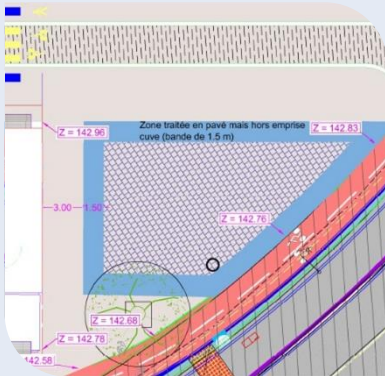 Zone traitée en pavé mais hors emprise
cuve (bande de 1.5 m)
Z = 142.83
Z = 142.96
3.00
1.50
Z = 142.76
Z = 142.68
Z = 142.78
142.58